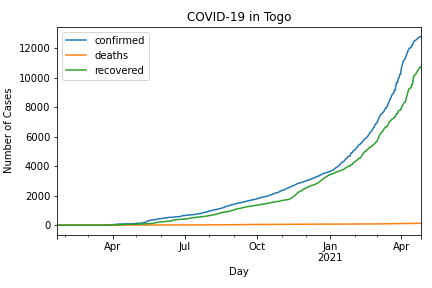 COVID-19 in Togo
confirmed
deaths
recovered
Number of Cases
12000
10000
8000
6000
4000
2000
0
Apr
Jul
Oct
Jan
2021
Apr
Day